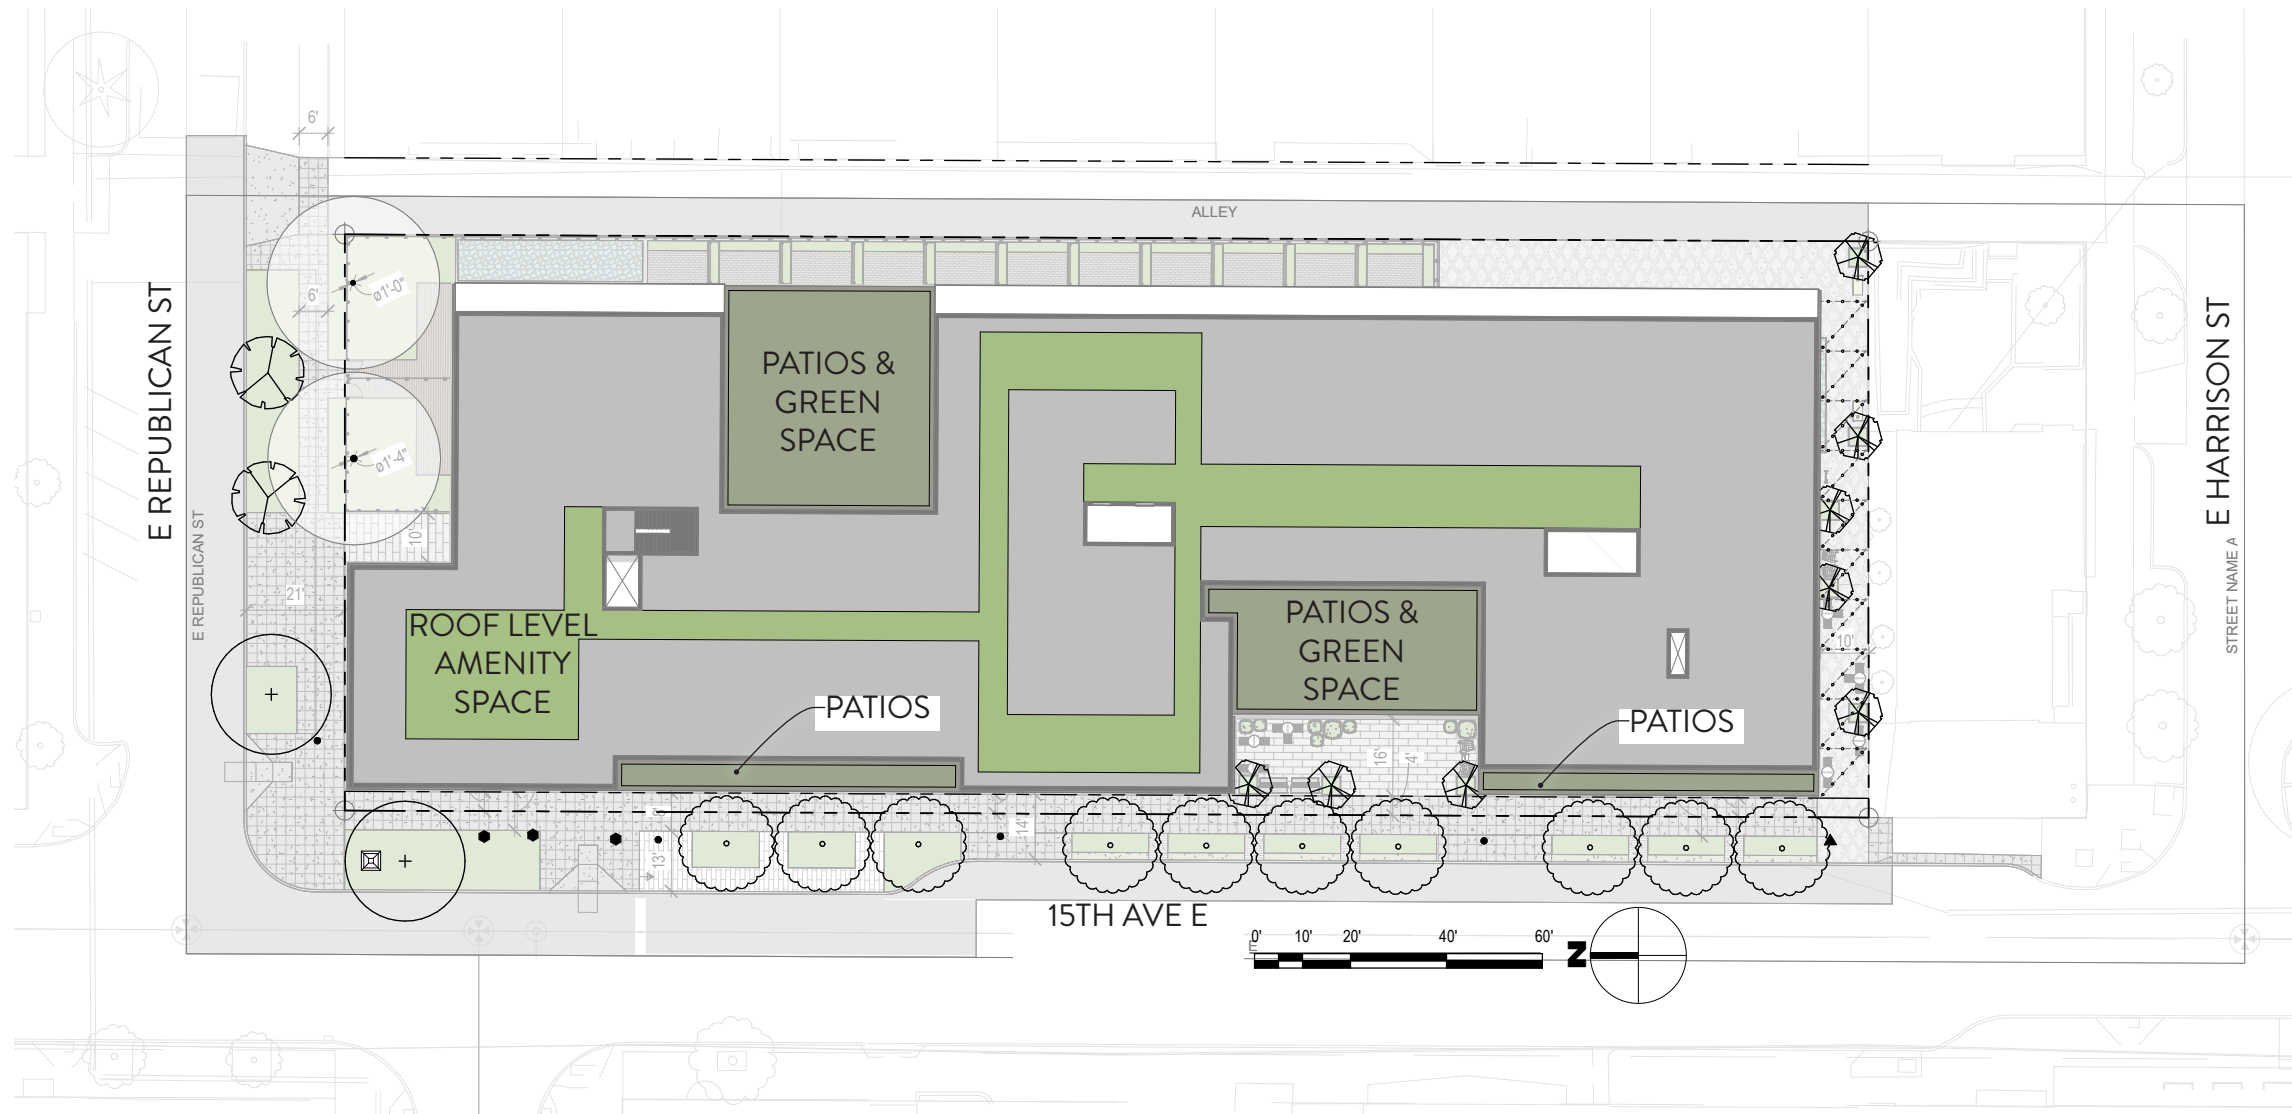 6'
ALLEY
6'
ø1'-0"
E REPUBLICAN ST
E HARRISON ST
PATIOS &
GREEN
SPACE
ø1'-4"
10'
E REPUBLICAN ST
STREET NAME A
21'
ROOF LEVEL
AMENITY
SPACE
PATIOS &
GREEN
SPACE
10'
PATIOS
PATIOS
16'
4'
14'
13'
15TH AVE E
E
0'
10'
20'
40'
60'
N